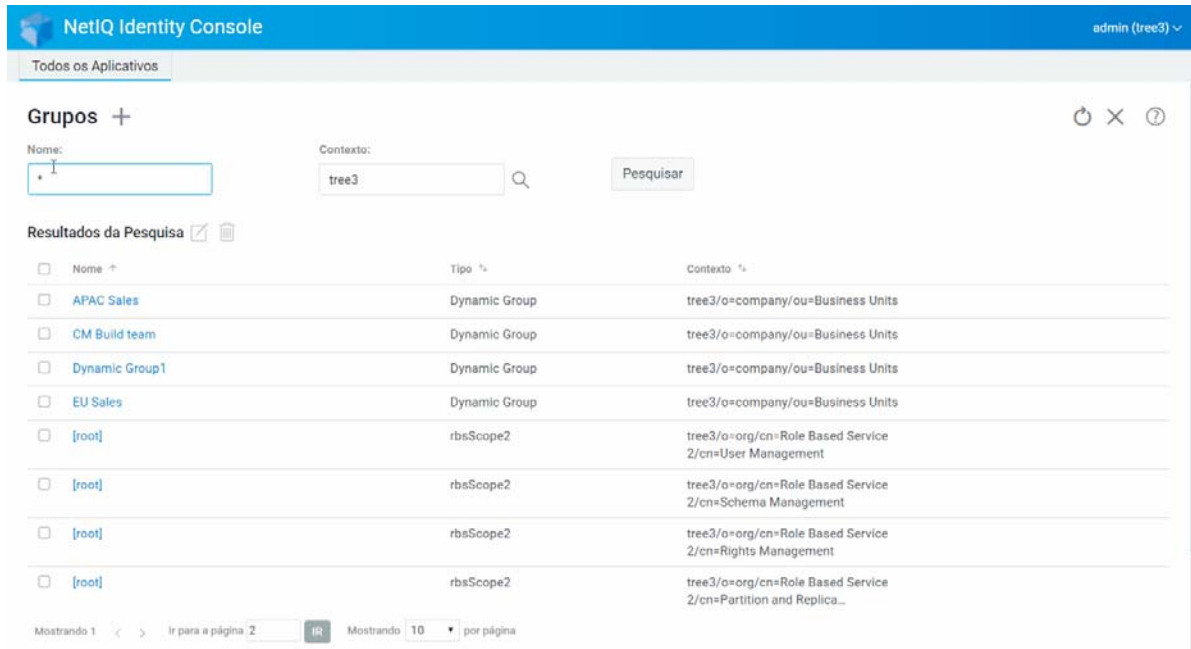 NetIQ Identity Console
admin (tree3)
Todos os Aplicativos
Grupos
Nome:
Contexto:
*
tree3
Pesquisar
Resultados da Pesquisa
Nome Tipo Contexto
APAC Sales Dynamic Group tree3/o=company/ou=Business Units
CM Build team Dynamic Group tree3/o=company/ou=Business Units
Dynamic Group1 Dynamic Group tree3/o=company/ou=Business Units
EU Sales Dynamic Group tree3/o=company/ou=Business Units
[root] rbsScope2 tree3/o=org/cn=Role Based Service
2/cn=User Management
[root] rbsScope2 tree3/o=org/cn=Role Based Service
2/cn=Schema Management
[root] rbsScope2 tree3/o=org/cn=Role Based Service
2/cn=Rights Management
[root] rbsScope2 tree3/o=org/cn=Role Based Service
2/cn=Partition and Replica...
Mostrando 1 < > Ir para a página 2 IR Mostrando 10 por página